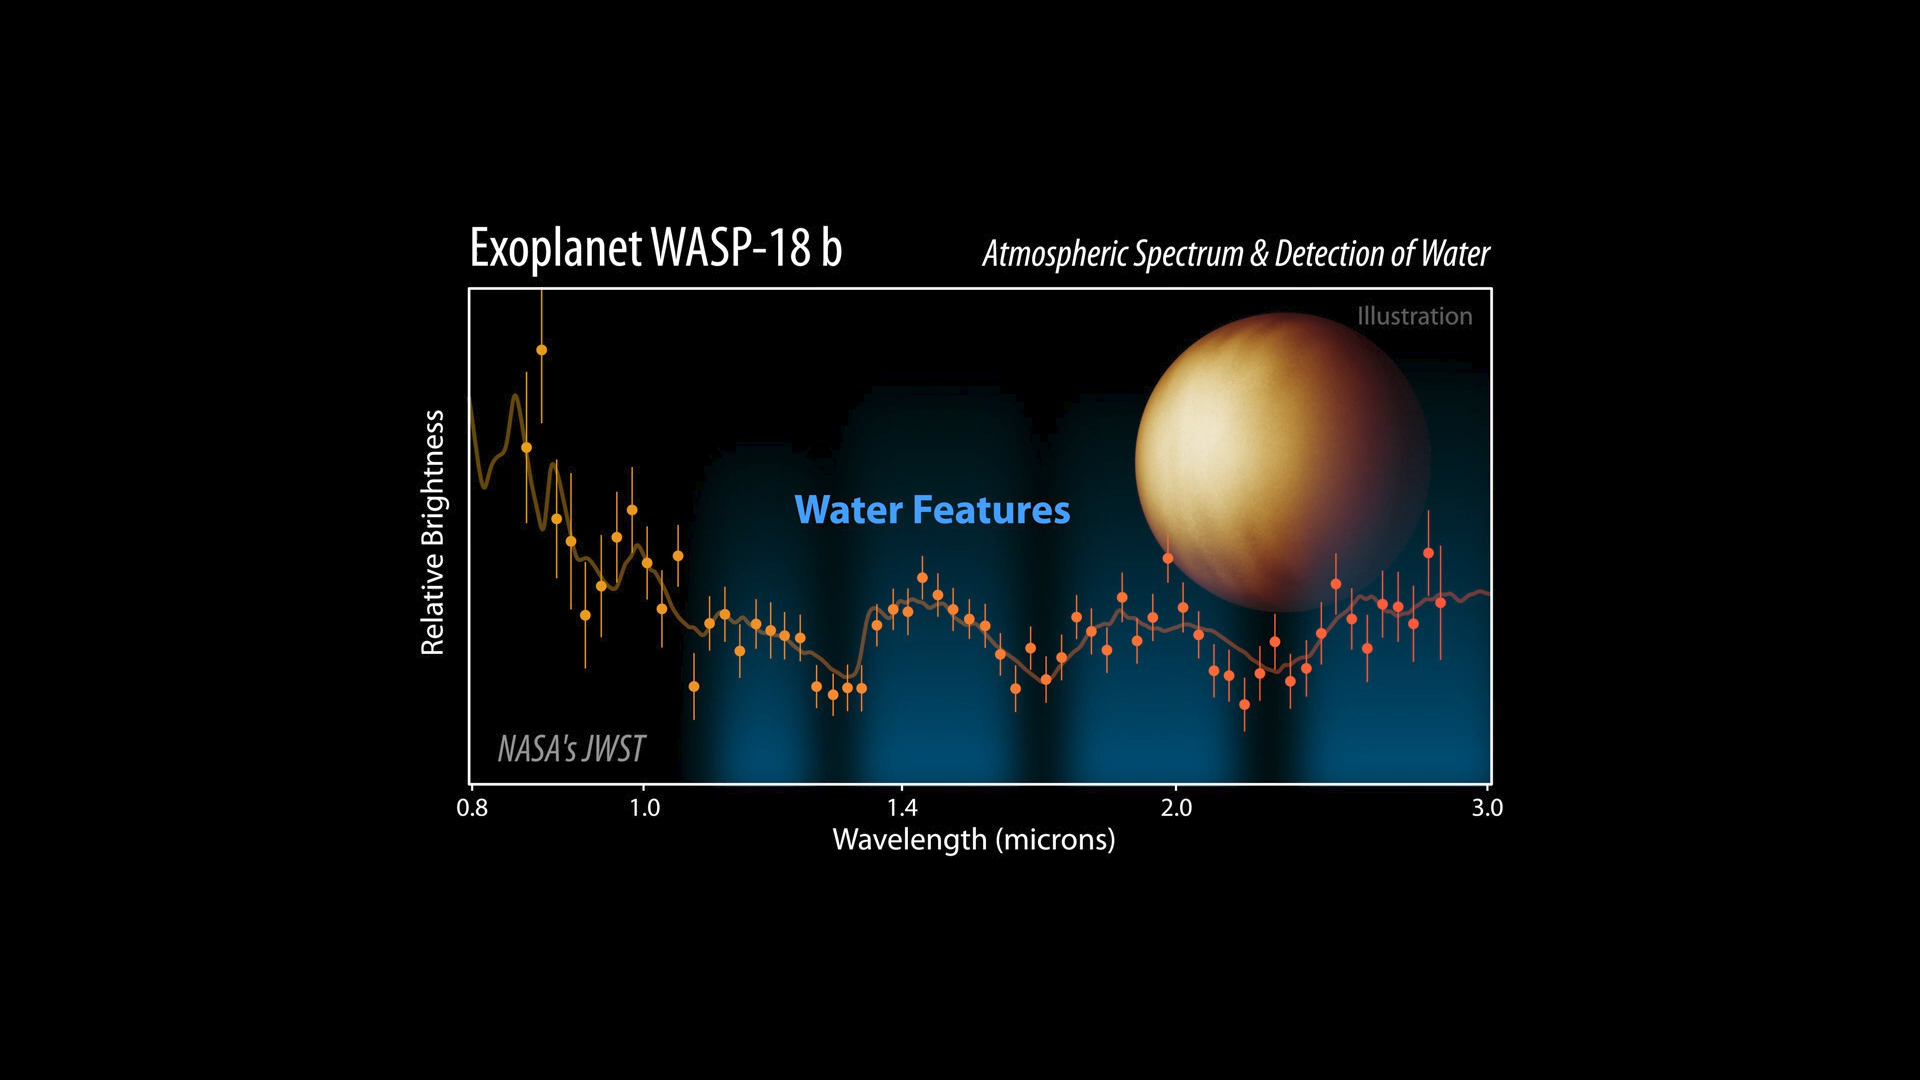 Exoplanet WASP-18 b
Atmospheric Spectrum & Detection of Water
Illustration
Relative Brightness
Water Features
NASA's JWST
0.8 1.0 1.4 2.0 3.0
Wavelength (microns)